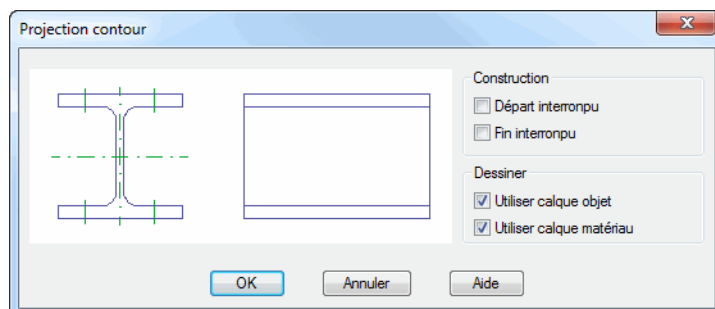 Projection contour
Construction
Départ interronpu
Fin interronpu
Dessiner
Utiliser calque objet
Utiliser calque matériau
OK
Annuler
Aide